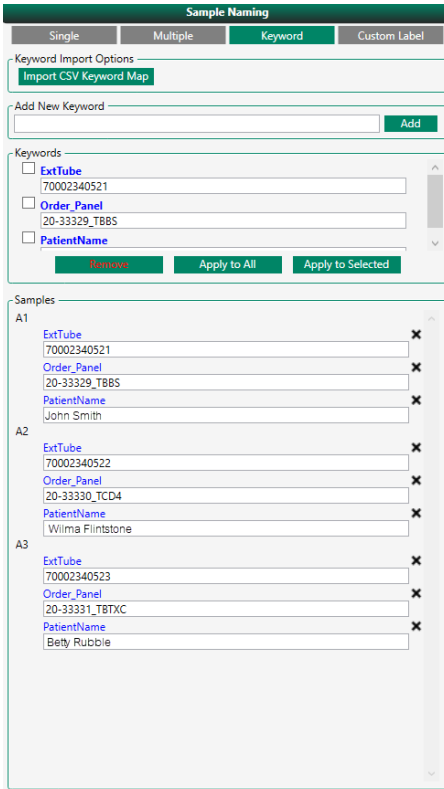 Sample Naming
Single Multiple Keyword Custom Label
Keyword Import Options
Import CSV Keyword Map
Add New Keyword
Add
Keywords
ExtTube
70002340521
Order_Panel
20-33329_TBBS
PatientName
Remove Apply to All Apply to Selected
Samples
A1
ExtTube
70002340521
Order_Panel
20-33329_TBBS
PatientName
John Smith
A2
ExtTube
70002340522
Order_Panel
20-33330_TCD4
PatientName
Wilma Flintstone
A3
ExtTube
70002340523
Order_Panel
20-33331_TBTXC
PatientName
Betty Rubble